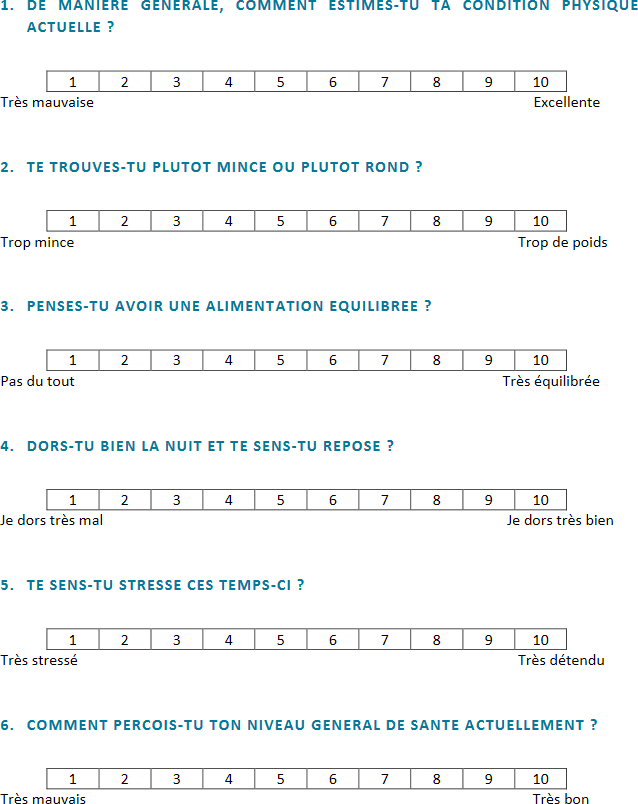 1. DE MANIERE GENERALE, COMMENT ESTIMES-TU TA CONDITION PHYSIQUE
ACTUELLE ?
1 2 3 4 5 6 7 8 9 10
Très mauvaise Excellente
2. TE TROUVES-TU PLUTOT MINCE OU PLUTOT ROND ?
1 2 3 4 5 6 7 8 9 10
Trop mince Trop de poids
3. PENSES-TU AVOIR UNE ALIMENTATION EQUILIBREE ?
1 2 3 4 5 6 7 8 9 10
Pas du tout Très équilibrée
4. DORS-TU BIEN LA NUIT ET TE SENS-TU REPOSE ?
1 2 3 4 5 6 7 8 9 10
Je dors très mal Je dors très bien
5. TE SENS-TU STRESSE CES TEMPS-CI ?
1 2 3 4 5 6 7 8 9 10
Très stressé Très détendu
6. COMMENT PERCOIS-TU TON NIVEAU GENERAL DE SANTE ACTUELLEMENT ?
1 2 3 4 5 6 7 8 9 10
Très mauvais Très bon